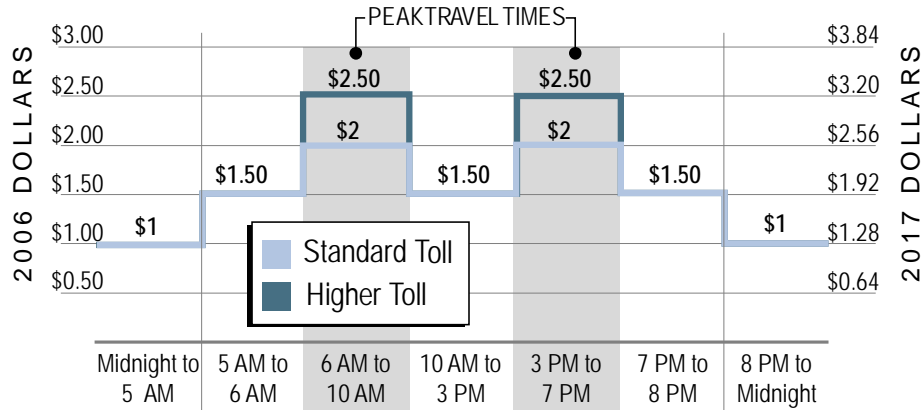 PEAKTRAVEL TIMES
2006 DOLLARS
$3.00
$2.50
$2.00
$1.50
$1.00
$0.50
$1
$1.50
$2.50
$2
$1.50
$2.50
$2
$1.50
$1
Standard Toll
Higher Toll
$3.84
$3.20
$2.56
$1.92
$1.28
$0.64
2017 DOLLARS
Midnight to
5 AM
5 AM to
6 AM
6 AM to
10 AM
10 AM to
3 PM
3 PM to
7 PM
7 PM to
8 PM
8 PM to
Midnight